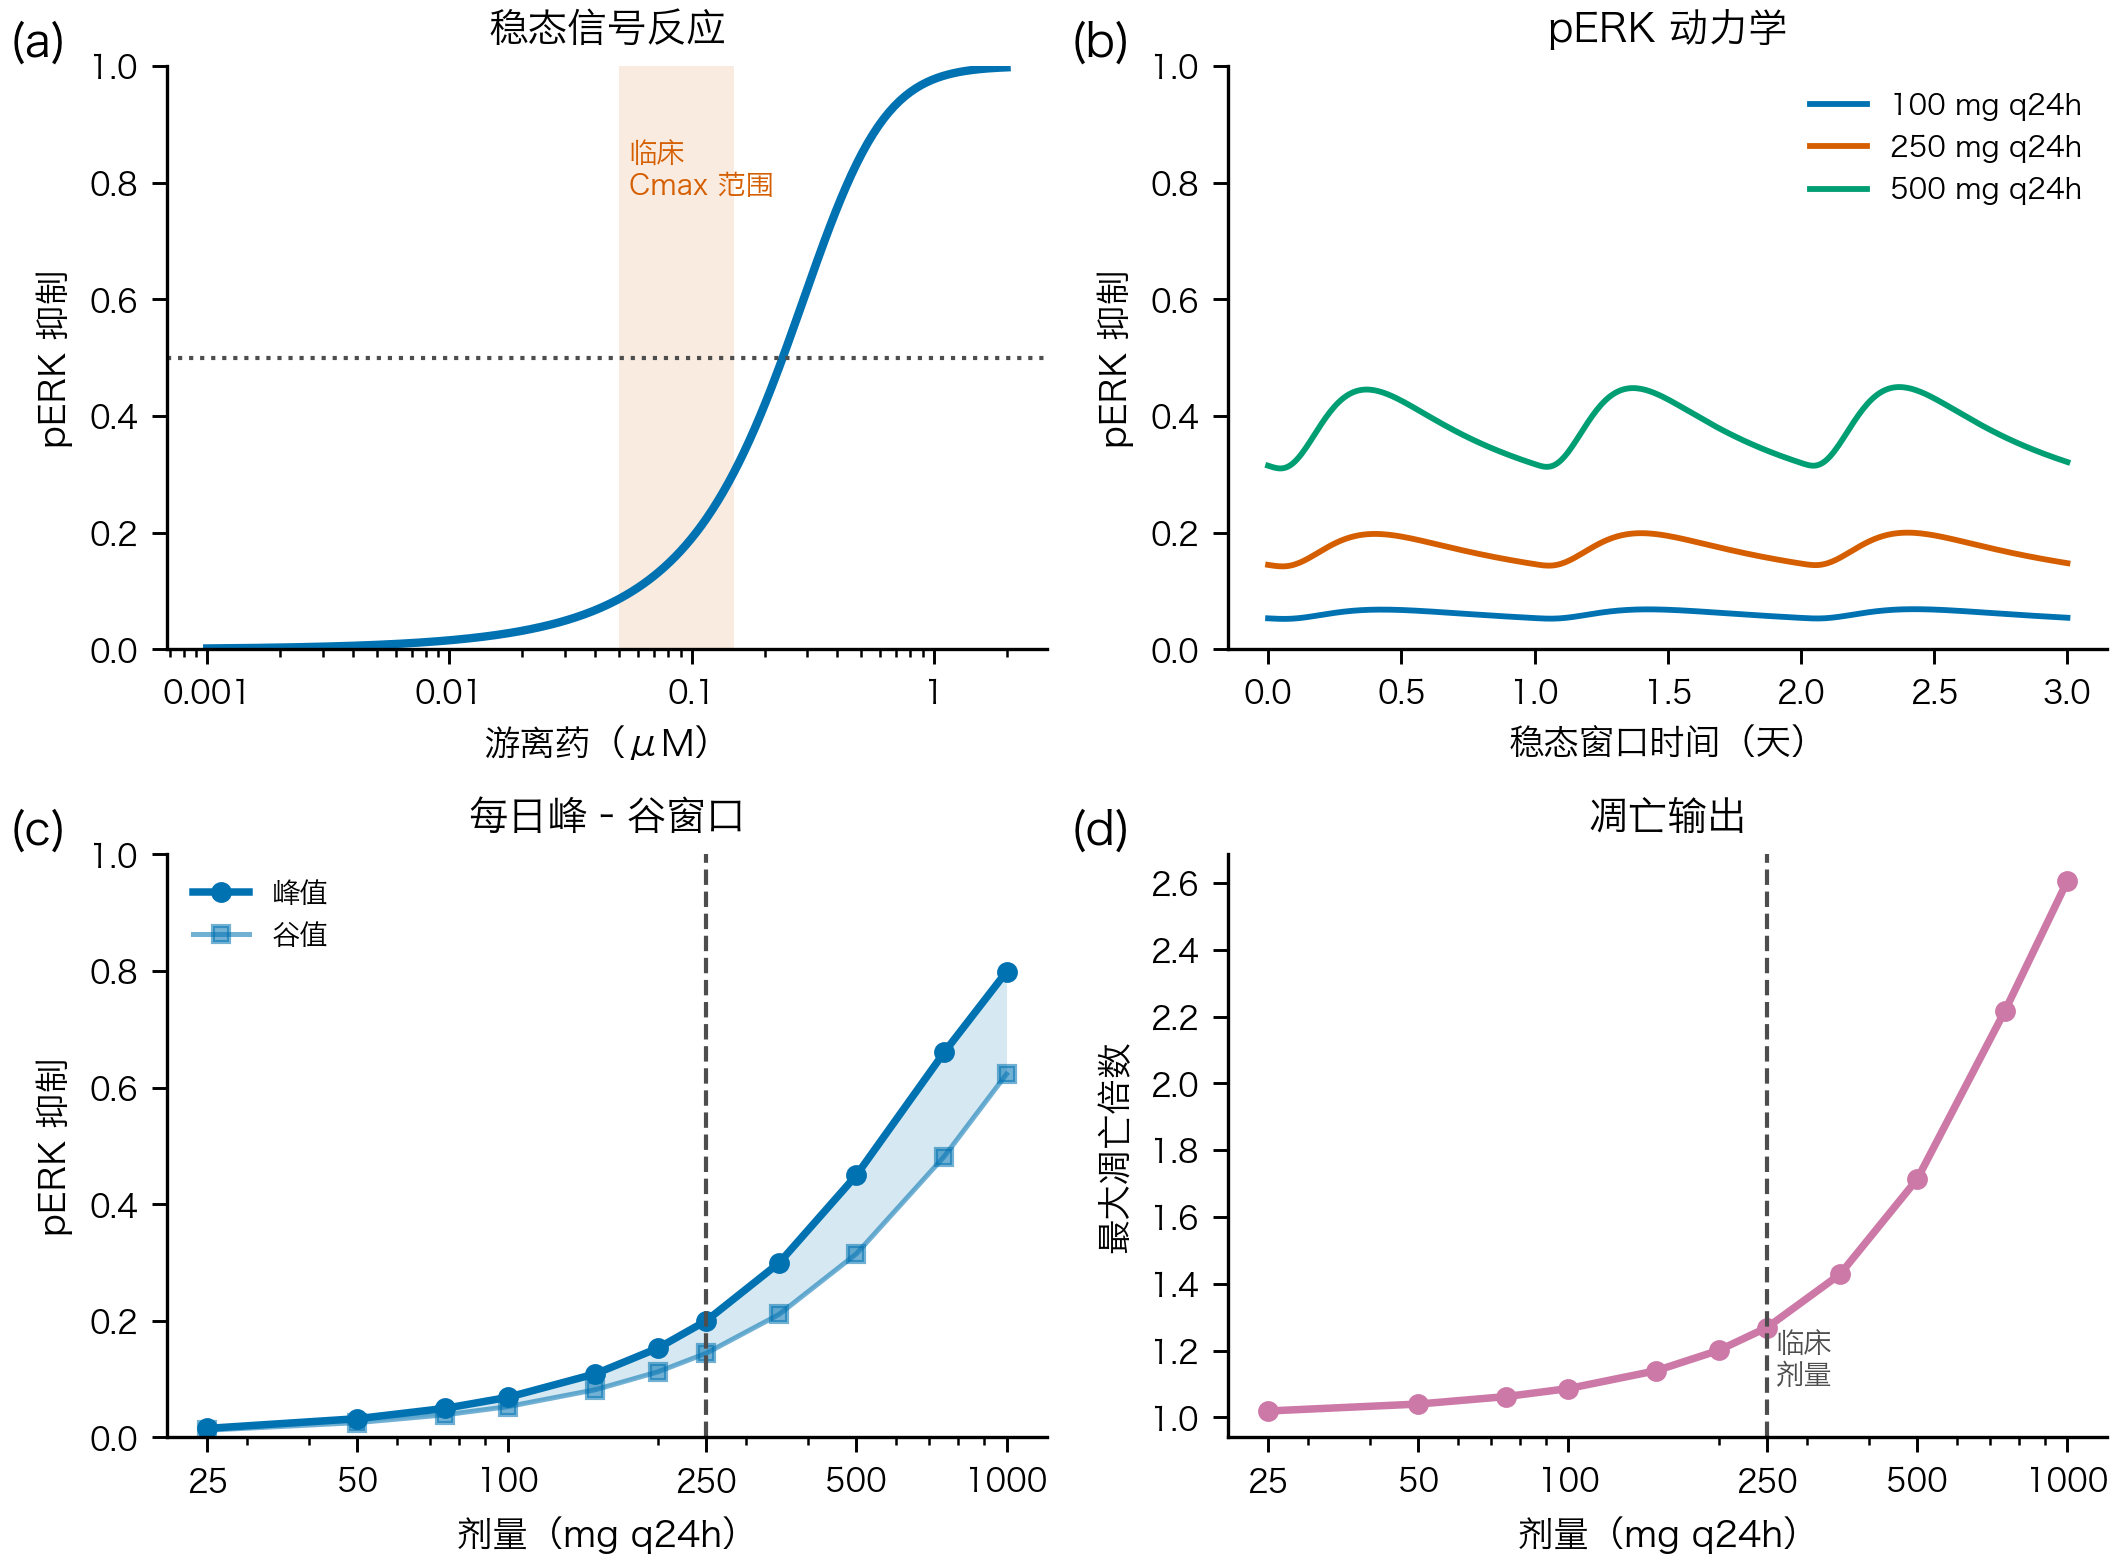 (a)
稳态信号反应
1.0
0.8
0.6
0.4
0.2
0.0
pERK 抑制
临床
Cmax 范围
0.001
0.01
0.1
1
游离药（μM）
(b)
pERK 动力学
1.0
0.8
0.6
0.4
0.2
0.0
pERK 抑制
100 mg q24h
250 mg q24h
500 mg q24h
0.0
0.5
1.0
1.5
2.0
2.5
3.0
稳态窗口时间（天）
(c)
每日峰 - 谷窗口
1.0
0.8
0.6
0.4
0.2
0.0
pERK 抑制
峰值
谷值
25
50
100
250
500
1000
剂量（mg q24h）
(d)
凋亡输出
2.6
2.4
2.2
2.0
1.8
1.6
1.4
1.2
1.0
最大凋亡倍数
临床
剂量
25
50
100
250
500
1000
剂量（mg q24h）